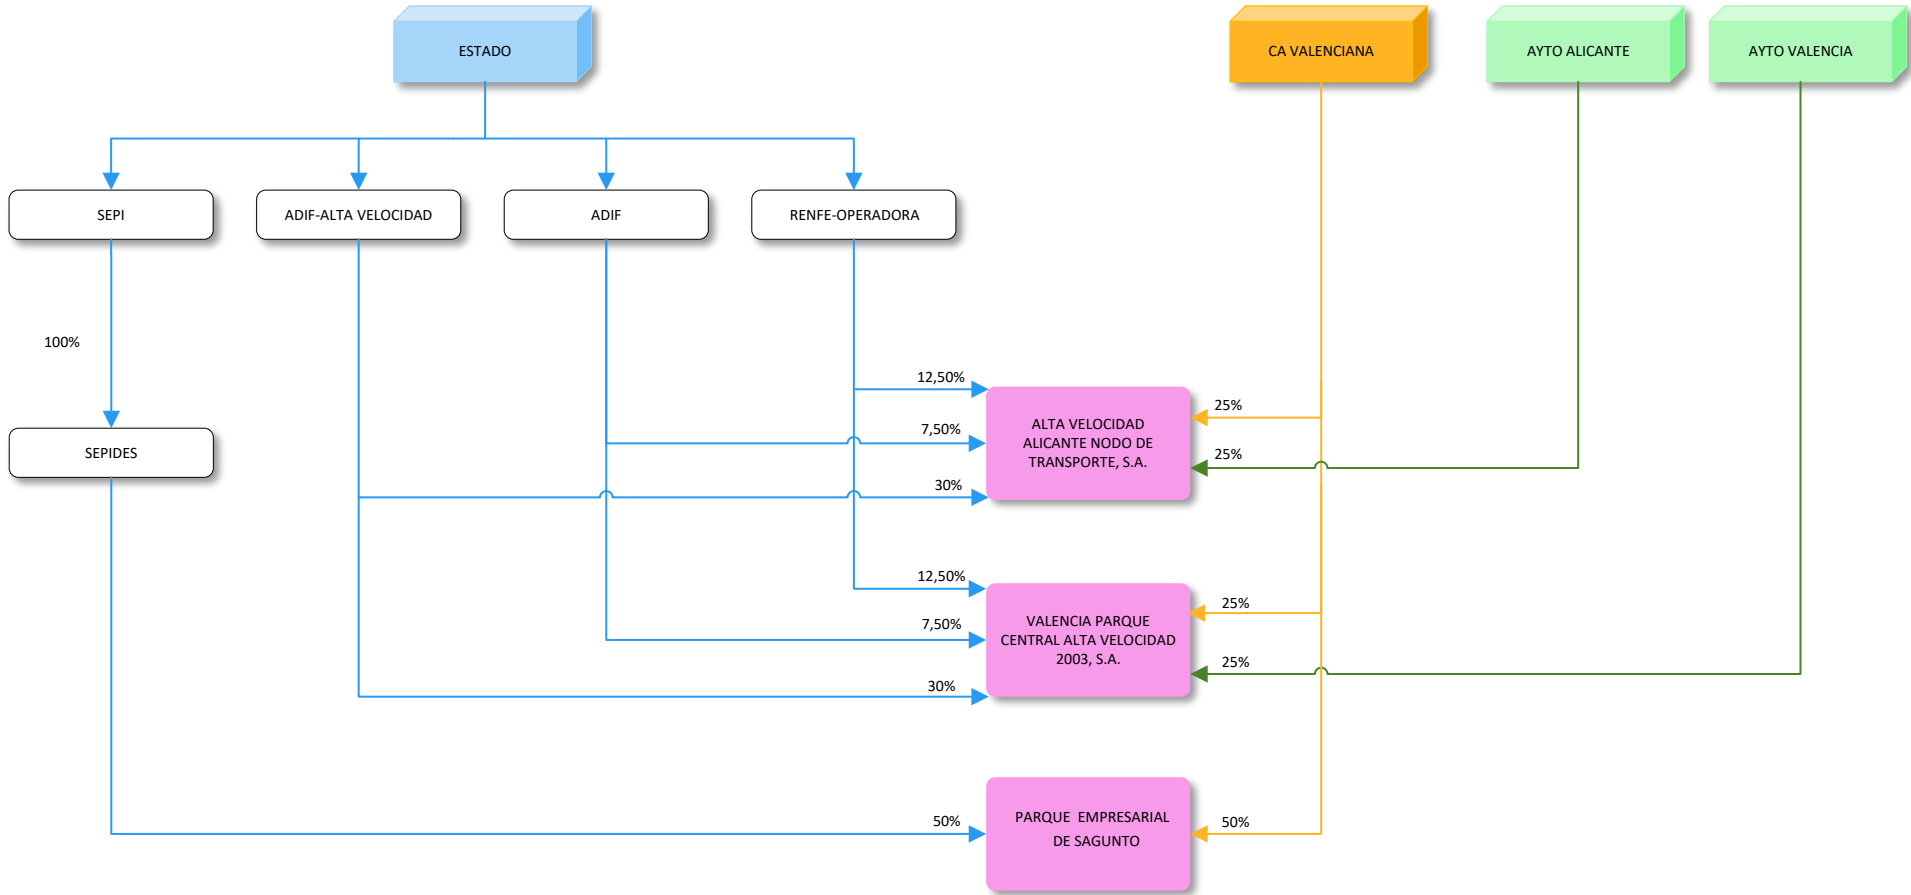 ESTADO
CA VALENCIANA
AYTO ALICANTE
AYTO VALENCIA
SEPI
ADIF-ALTA VELOCIDAD
ADIF
RENFE-OPERADORA
100%
12,50%
7,50%
30%
ALTA VELOCIDAD
ALICANTE NODO DE
TRANSPORTE, S.A.
25%
25%
SEPIDES
12,50%
7,50%
30%
VALENCIA PARQUE
CENTRAL ALTA VELOCIDAD
2003, S.A.
25%
25%
50%
PARQUE EMPRESARIAL
DE SAGUNTO
50%